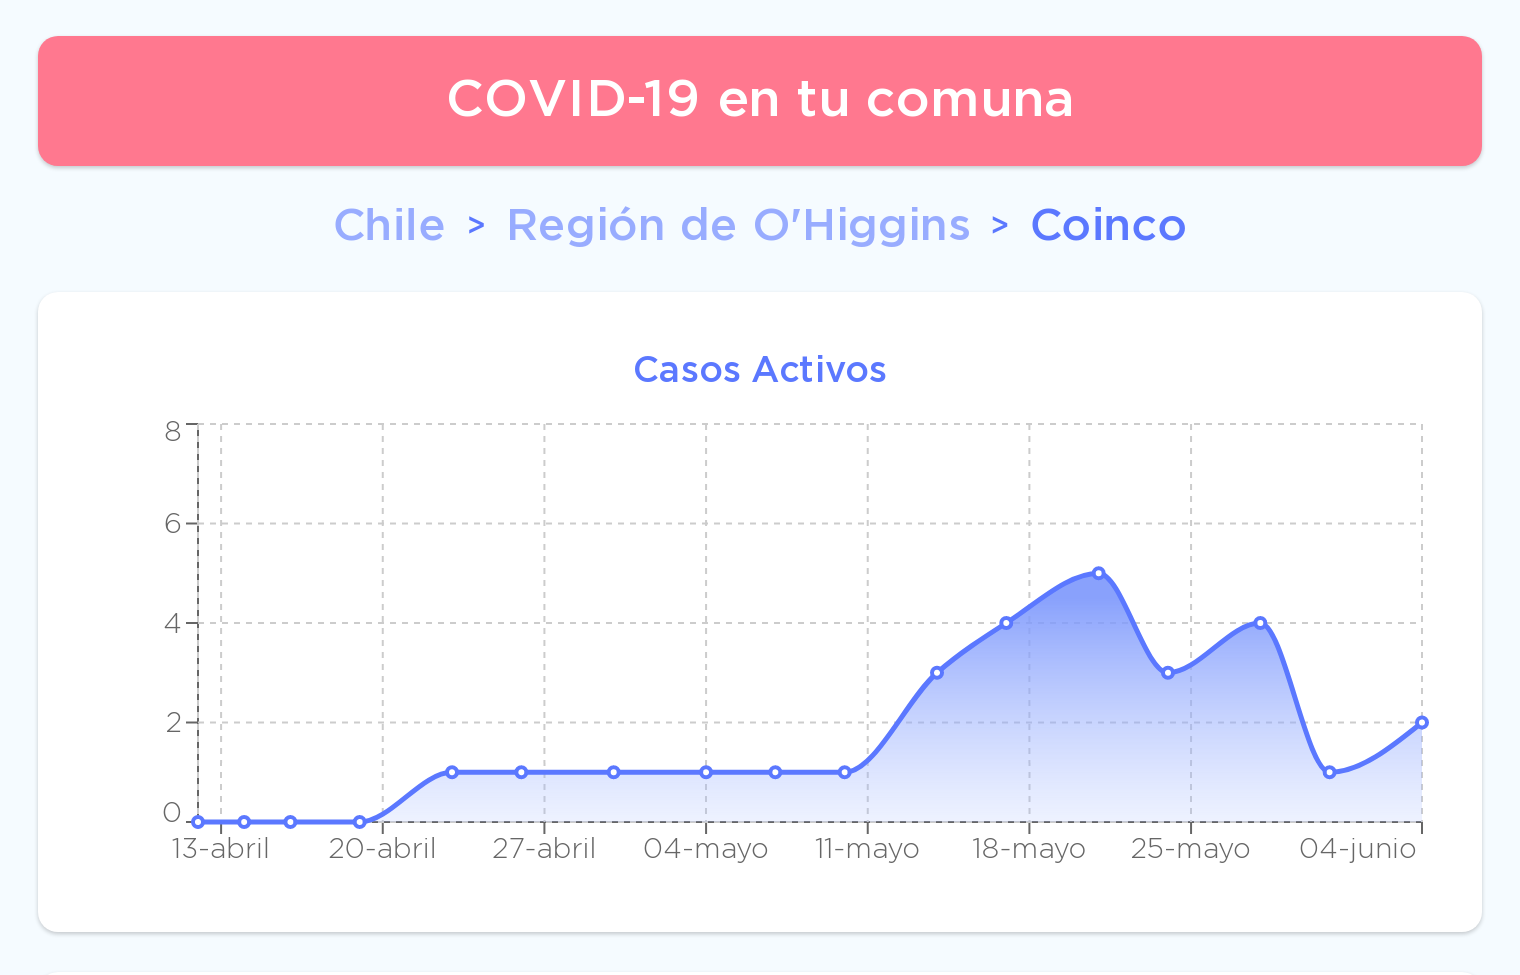 COVID-19 en tu comuna
Chile > Región de O'Higgins > Coinco
Casos Activos
8
6
4
2
0
13-abril 20-abril 27-abril 04-mayo 11-mayo 18-mayo 25-mayo 04-junio